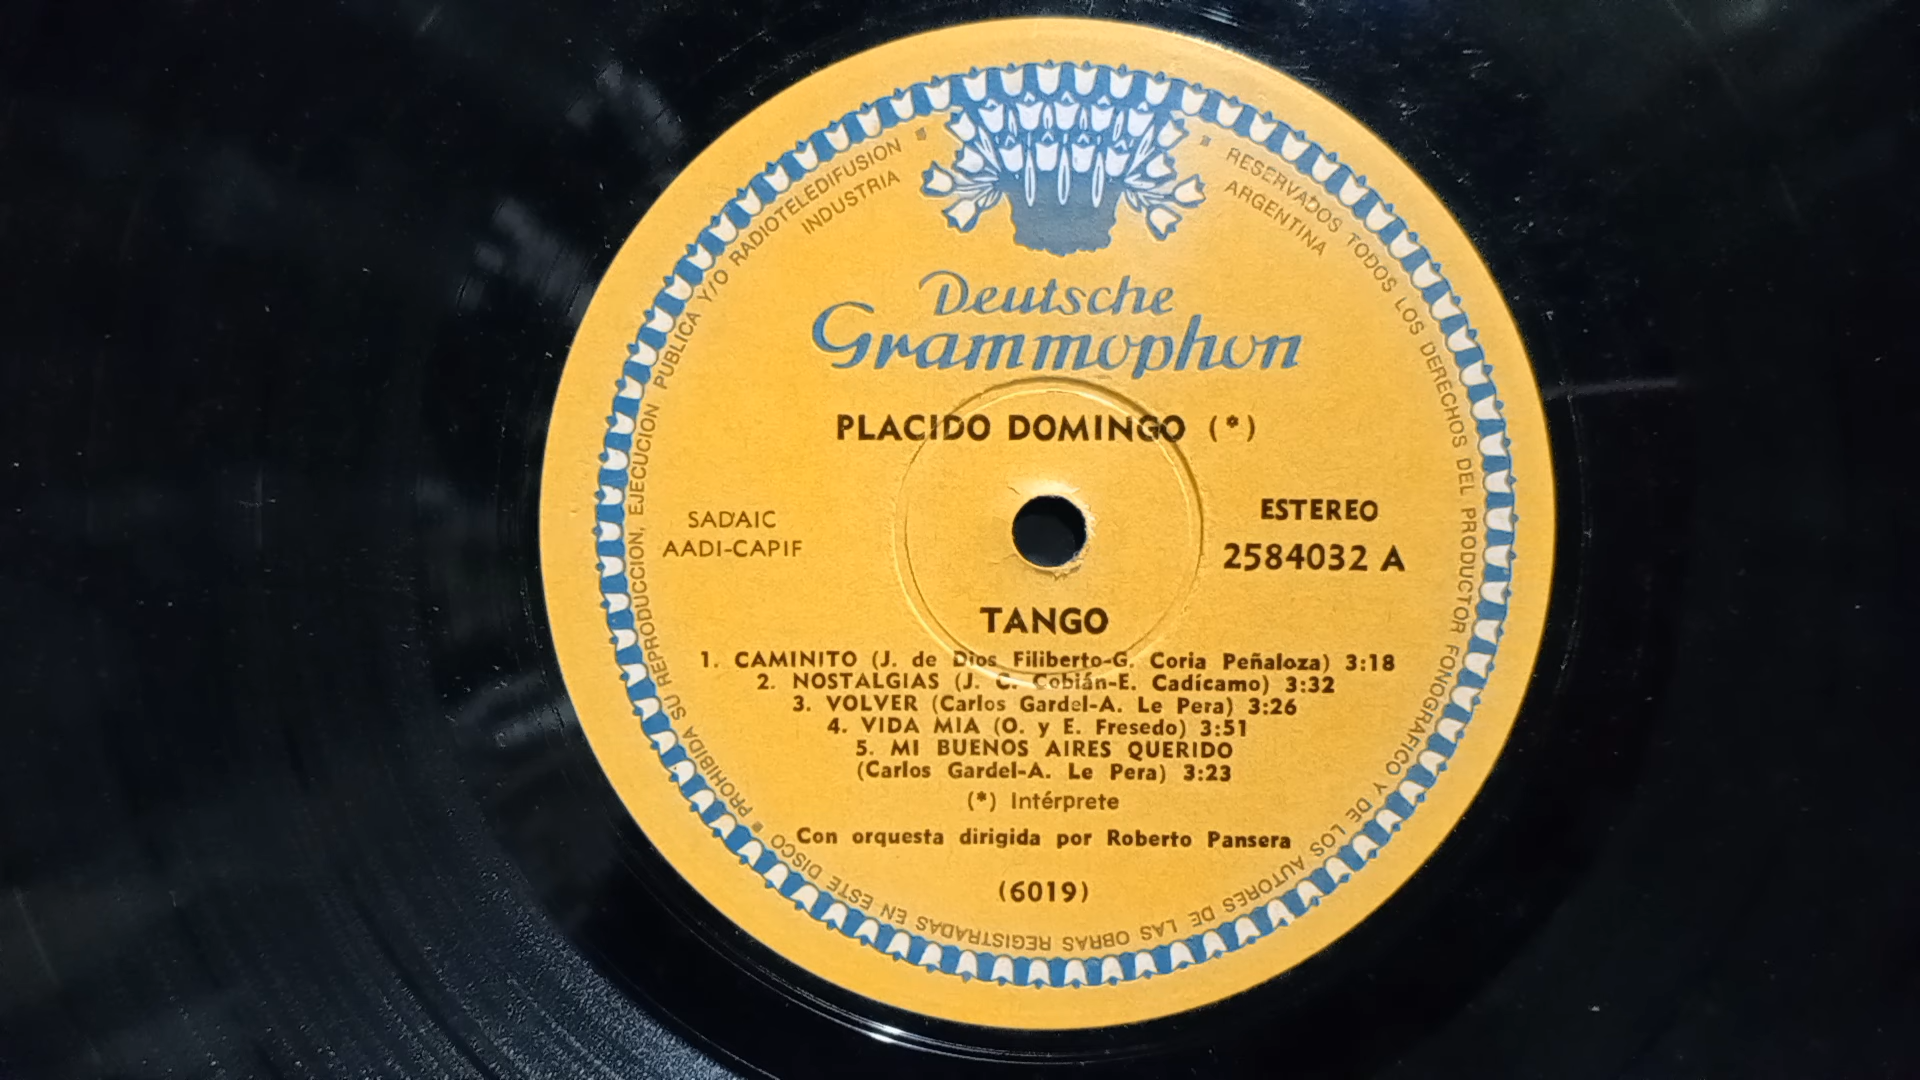 RESERVADOS TODOS LOS DERECHOS DEL PRODUCTOR FONOGRAFICO Y DE LOS AUTORES DE LAS OBRAS REGISTRADAS EN ESTE DISCO ■ PROHIBIDA SU REPRODUCCION, EJECUCION PUBLICA Y/O RADIOTELEDIFUSION ■
INDUSTRIA ARGENTINA
Deutsche
Grammophon
PLACIDO DOMINGO (*)
SADAIC
AADI-CAPIF
ESTEREO
2584032 A
TANGO
1. CAMINITO (J. de Dios Filiberto-G. Coria Peñaloza) 3:18
2. NOSTALGIAS (J. C. Cobián-E. Cadícamo) 3:32
3. VOLVER (Carlos Gardel-A. Le Pera) 3:26
4. VIDA MIA (O. y E. Fresedo) 3:51
5. MI BUENOS AIRES QUERIDO
(Carlos Gardel-A. Le Pera) 3:23
(*) Intérprete
Con orquesta dirigida por Roberto Pansera
(6019)